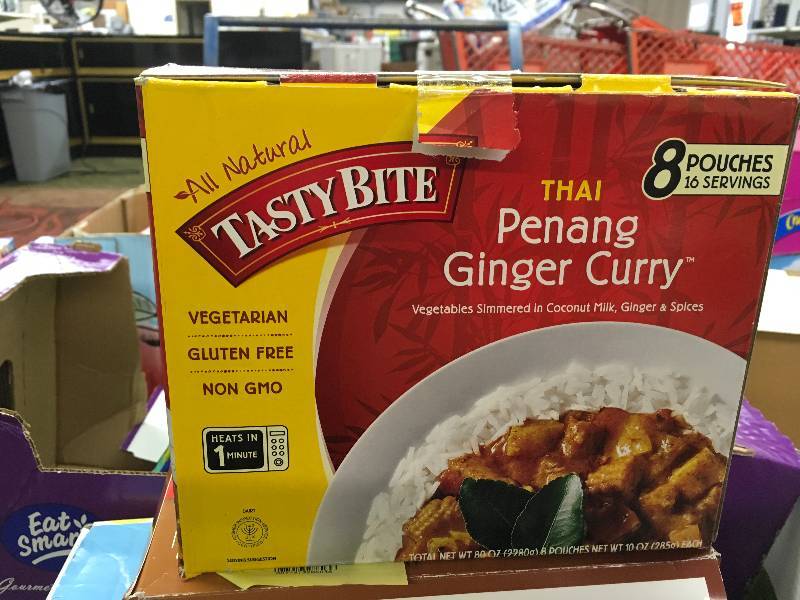 All Natural
TASTY BITE
VEGETARIAN
GLUTEN FREE
NON GMO
HEATS IN
1 MINUTE
DAIRY
SERVING SUGGESTION
8 POUCHES
16 SERVINGS
THAI
Penang
Ginger Curry™
Vegetables Simmered in Coconut Milk, Ginger & Spices
TOTAL NET WT 80 OZ (2280g) 8 POUCHES NET WT 10 OZ (285g) EACH
Eat
Smart
Gourmet